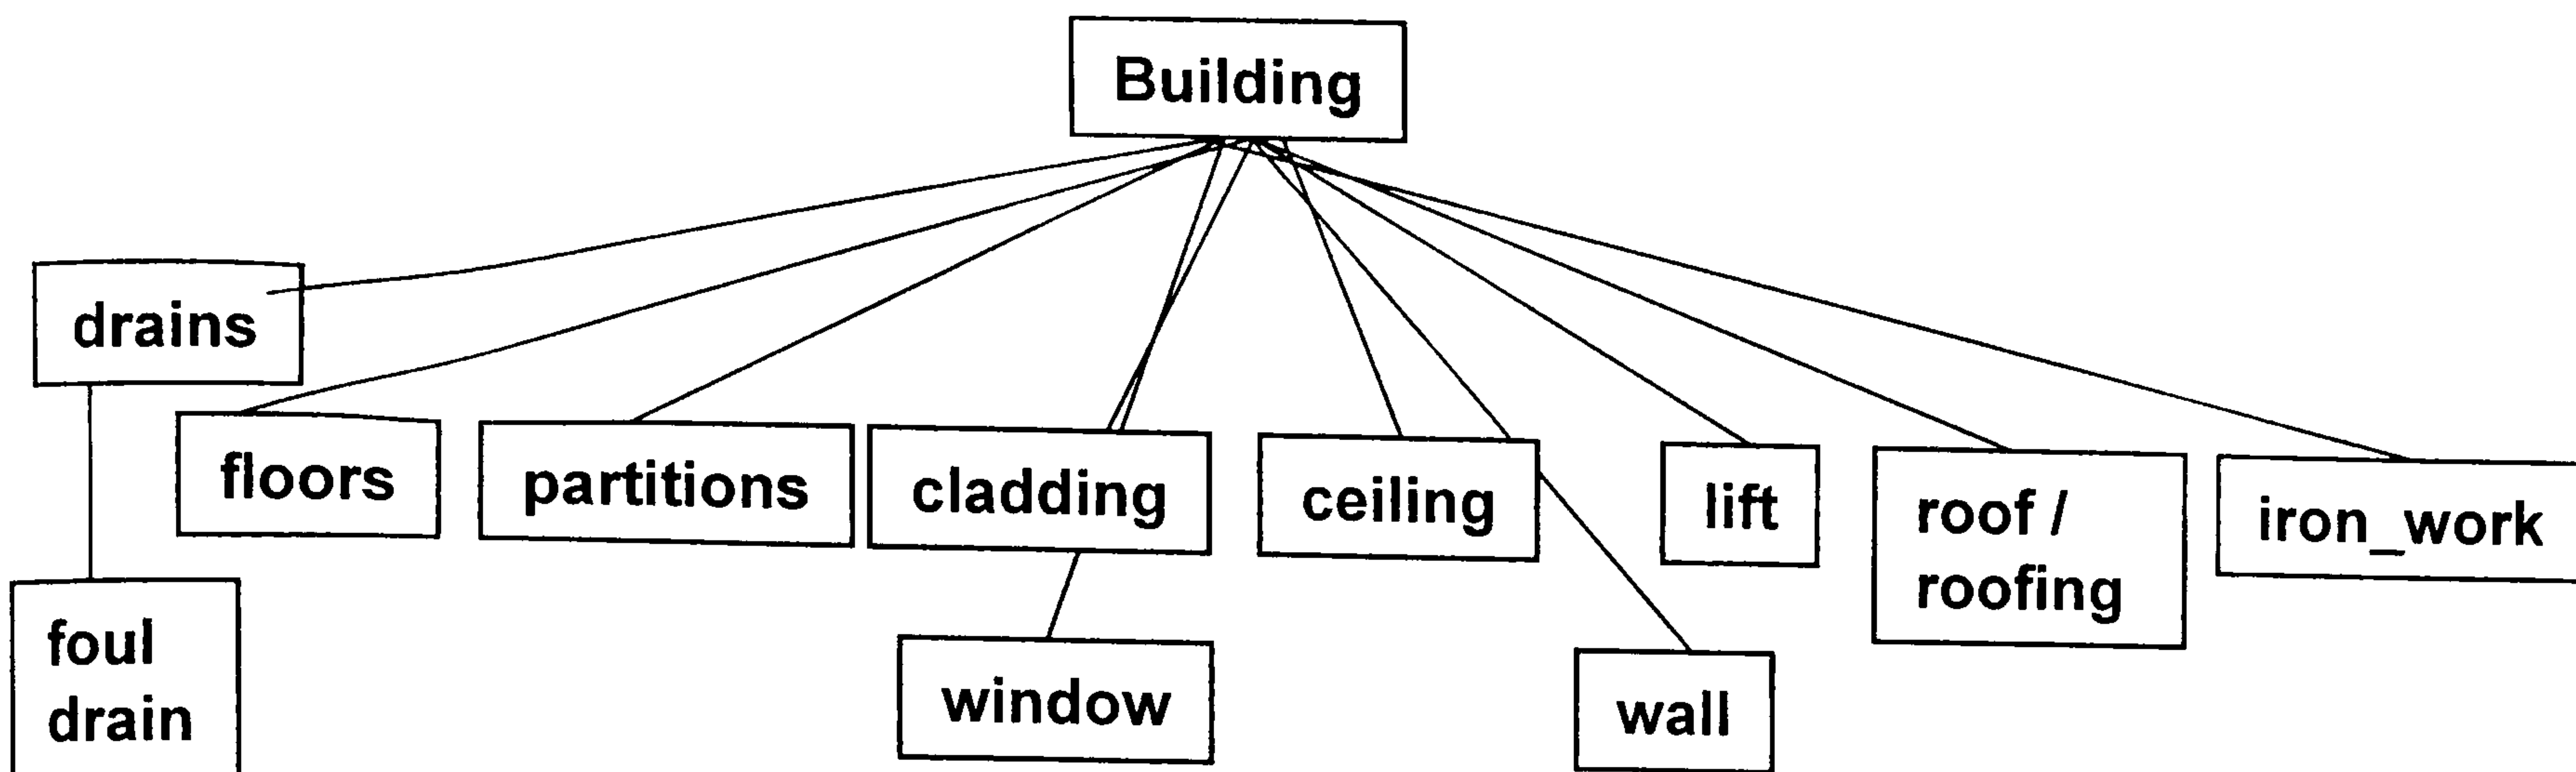 Building
drains
floors
partitions
cladding
ceiling
lift
roof /
roofing
iron_work
foul
drain
window
wall